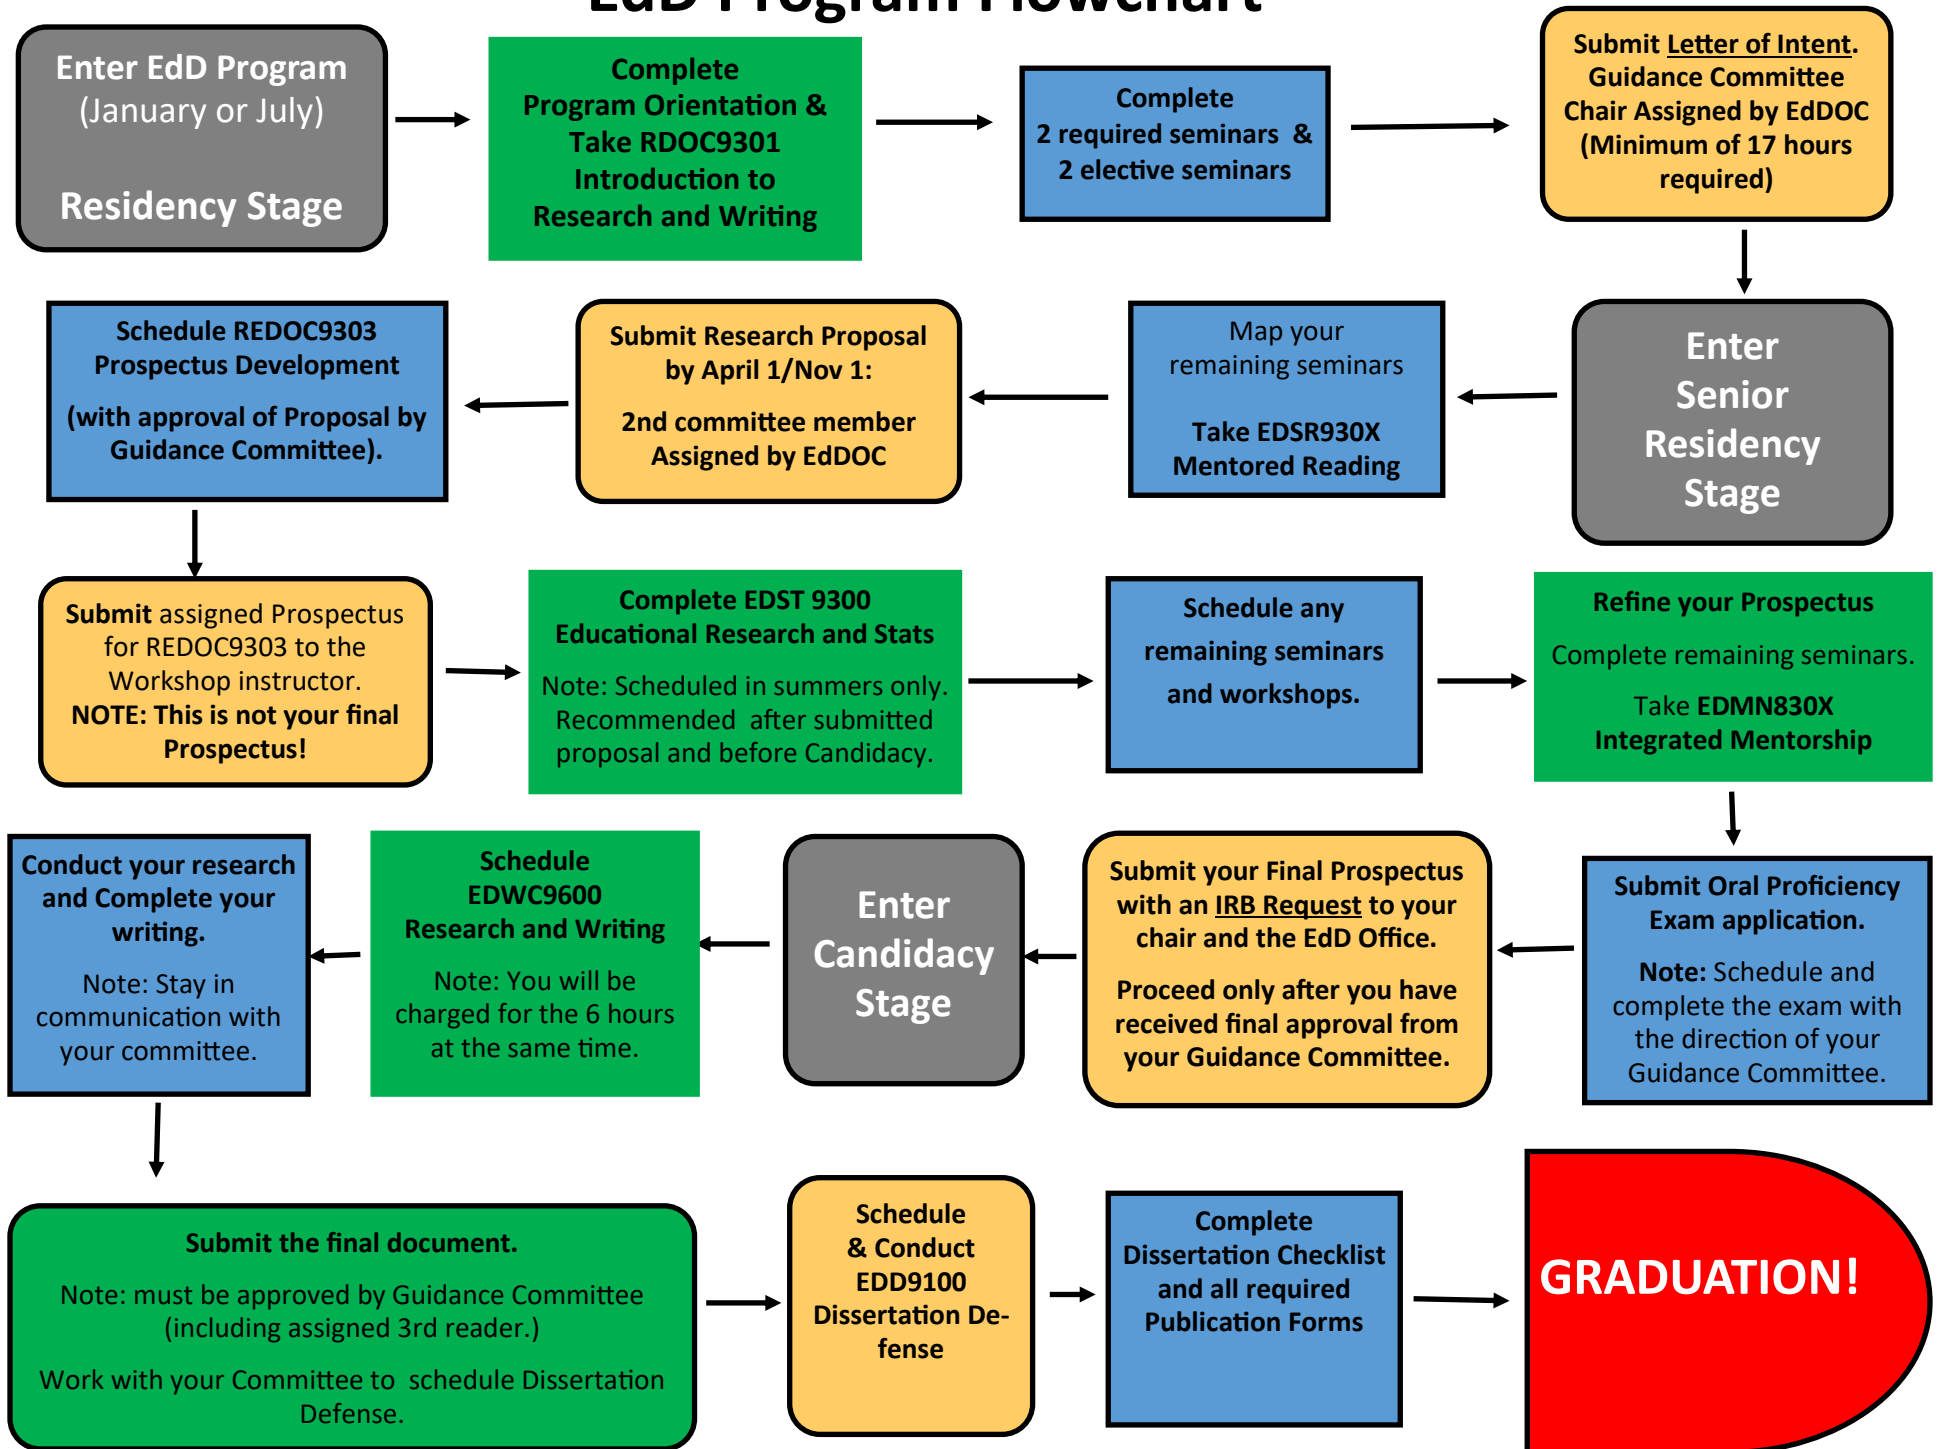 EdD Program Flowchart
Enter EdD Program
(January or July)
Residency Stage
Complete
Program Orientation &
Take RDOC9301
Introduction to
Research and Writing
Complete
2 required seminars &
2 elective seminars
Submit Letter of Intent.
Guidance Committee
Chair Assigned by EdDOC
(Minimum of 17 hours
required)
Enter
Senior
Residency
Stage
Map your
remaining seminars
Take EDSR930X
Mentored Reading
Submit Research Proposal
by April 1/Nov 1:
2nd committee member
Assigned by EdDOC
Schedule REDOC9303
Prospectus Development
(with approval of Proposal by
Guidance Committee).
Submit assigned Prospectus
for REDOC9303 to the
Workshop instructor.
NOTE: This is not your final
Prospectus!
Complete EDST 9300
Educational Research and Stats
Note: Scheduled in summers only.
Recommended after submitted
proposal and before Candidacy.
Schedule any
remaining seminars
and workshops.
Refine your Prospectus
Complete remaining seminars.
Take EDMN830X
Integrated Mentorship
Submit Oral Proficiency
Exam application.
Note: Schedule and
complete the exam with
the direction of your
Guidance Committee.
Submit your Final Prospectus
with an IRB Request to your
chair and the EdD Office.
Proceed only after you have
received final approval from
your Guidance Committee.
Enter
Candidacy
Stage
Schedule
EDWC9600
Research and Writing
Note: You will be
charged for the 6 hours
at the same time.
Conduct your research
and Complete your
writing.
Note: Stay in
communication with
your committee.
Submit the final document.
Note: must be approved by Guidance Committee
(including assigned 3rd reader.)
Work with your Committee to schedule Dissertation
Defense.
Schedule
& Conduct
EDD9100
Dissertation De-
fense
Complete
Dissertation Checklist
and all required
Publication Forms
GRADUATION!